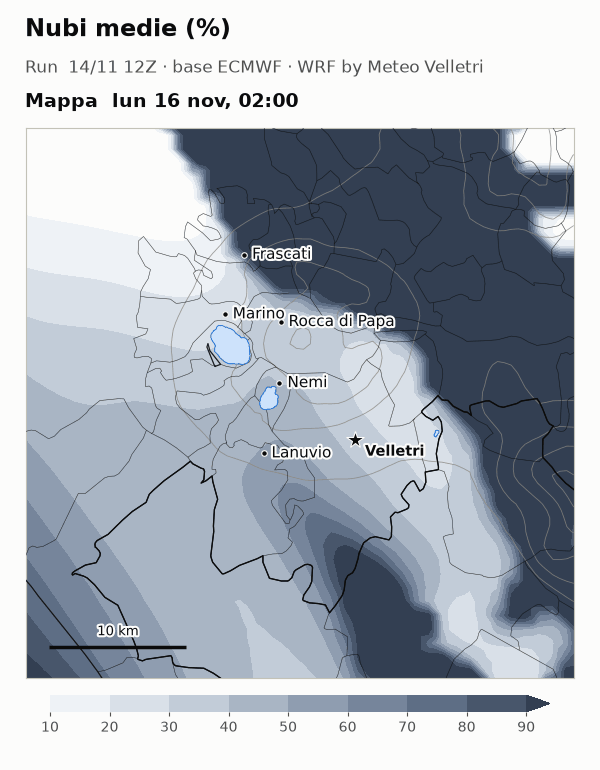 Nubi medie (%)
Run  14/11 12Z · base ECMWF · WRF by Meteo Velletri
Mappa  lun 16 nov, 02:00
Frascati
Marino
Rocca di Papa
Nemi
Velletri
Lanuvio
10 km
10 20 30 40 50 60 70 80 90